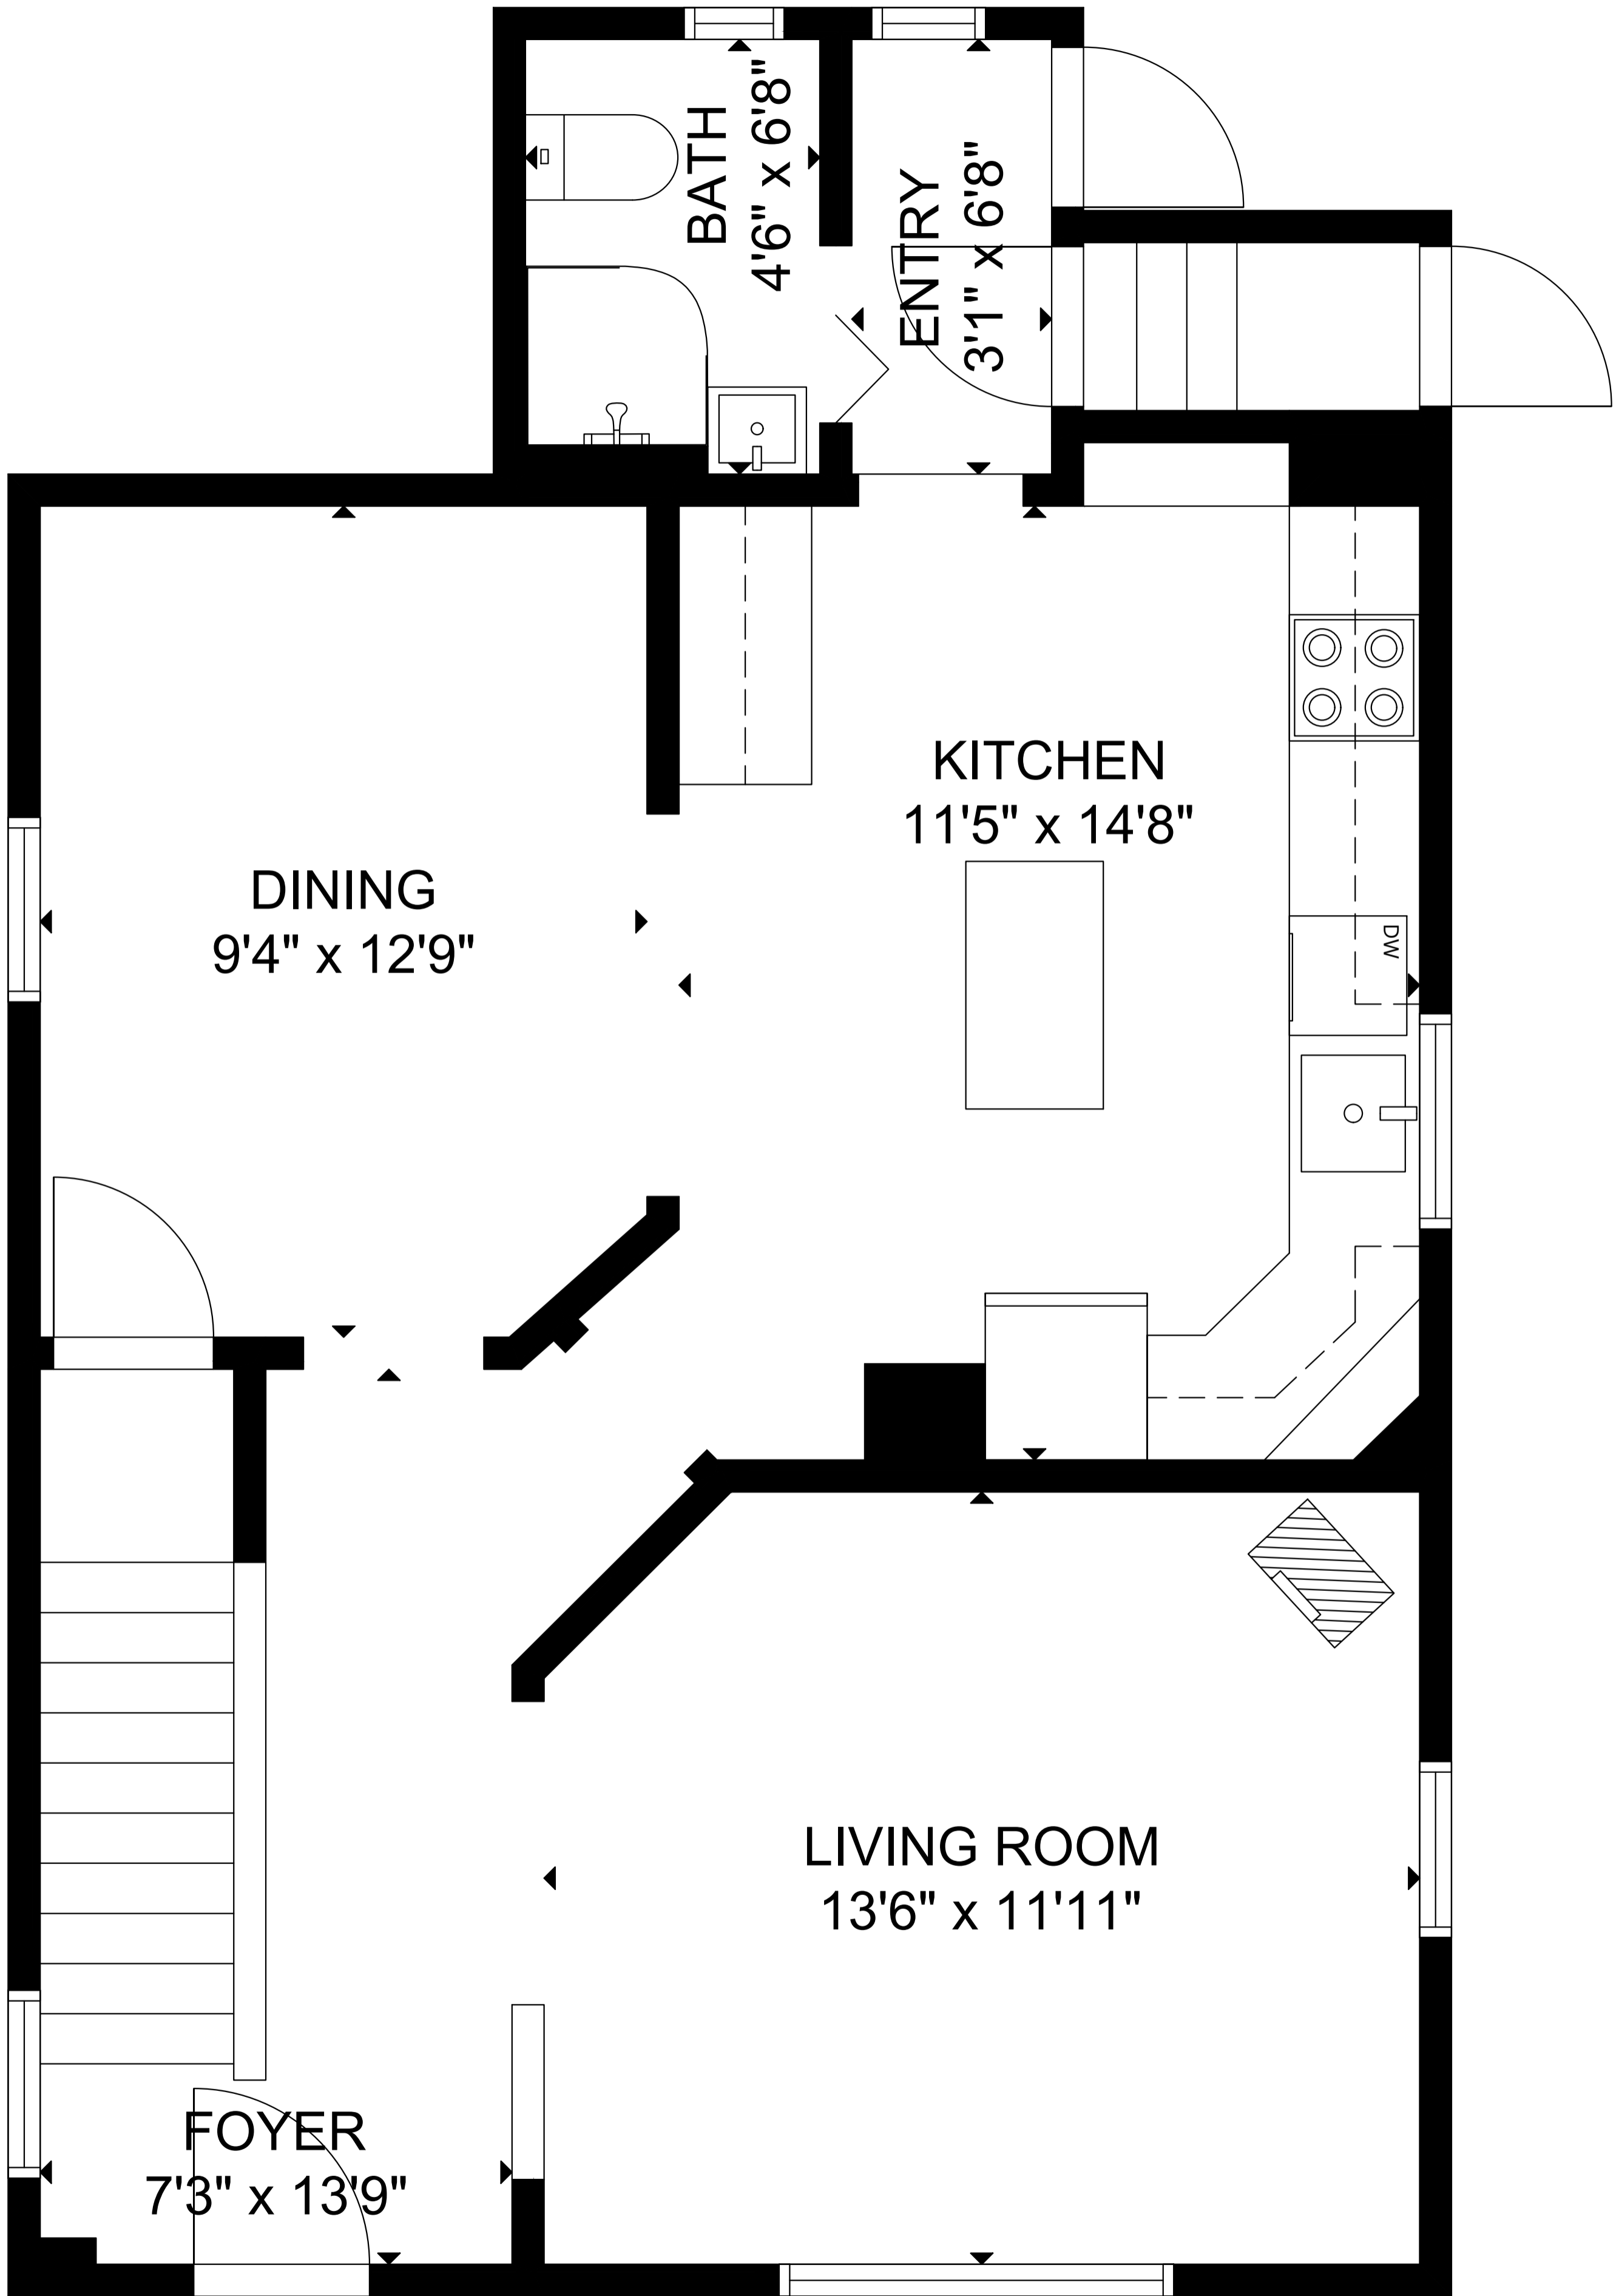 BATH
4'6" x 6'8"
ENTRY
3'1" x 6'8"
KITCHEN
11'5" x 14'8"
DINING
9'4" x 12'9"
DW
LIVING ROOM
13'6" x 11'11"
FOYER
7'3" x 13'9"